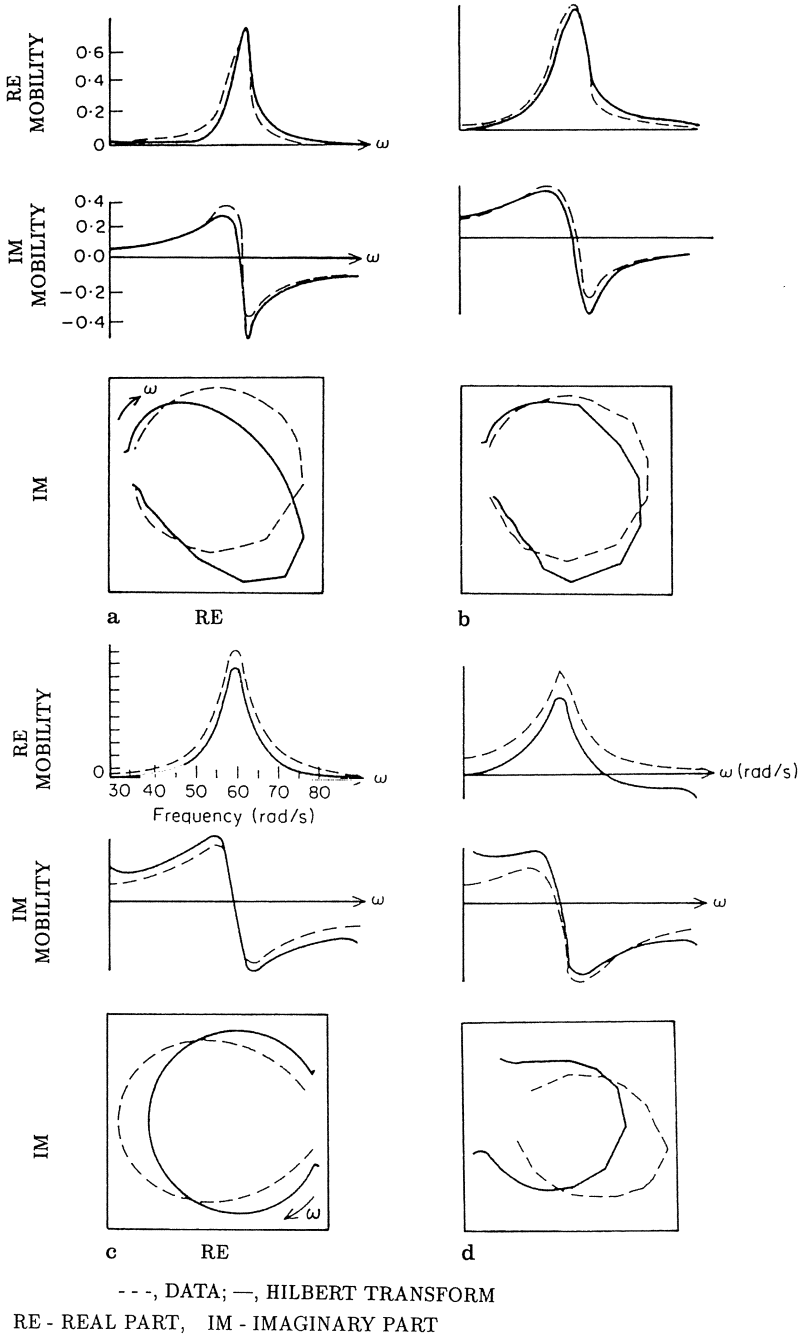 RE
MOBILITY
0·6
0·4
0·2
0
ω
IM
MOBILITY
0·4
0·2
0·0
−0·2
−0·4
ω
IM
ω
a RE b
RE
MOBILITY
0
30 40 50 60 70 80
ω
Frequency (rad/s)
ω (rad/s)
IM
MOBILITY
ω
ω
IM
ω
c RE d
- - -, DATA; —, HILBERT TRANSFORM
RE - REAL PART, IM - IMAGINARY PART